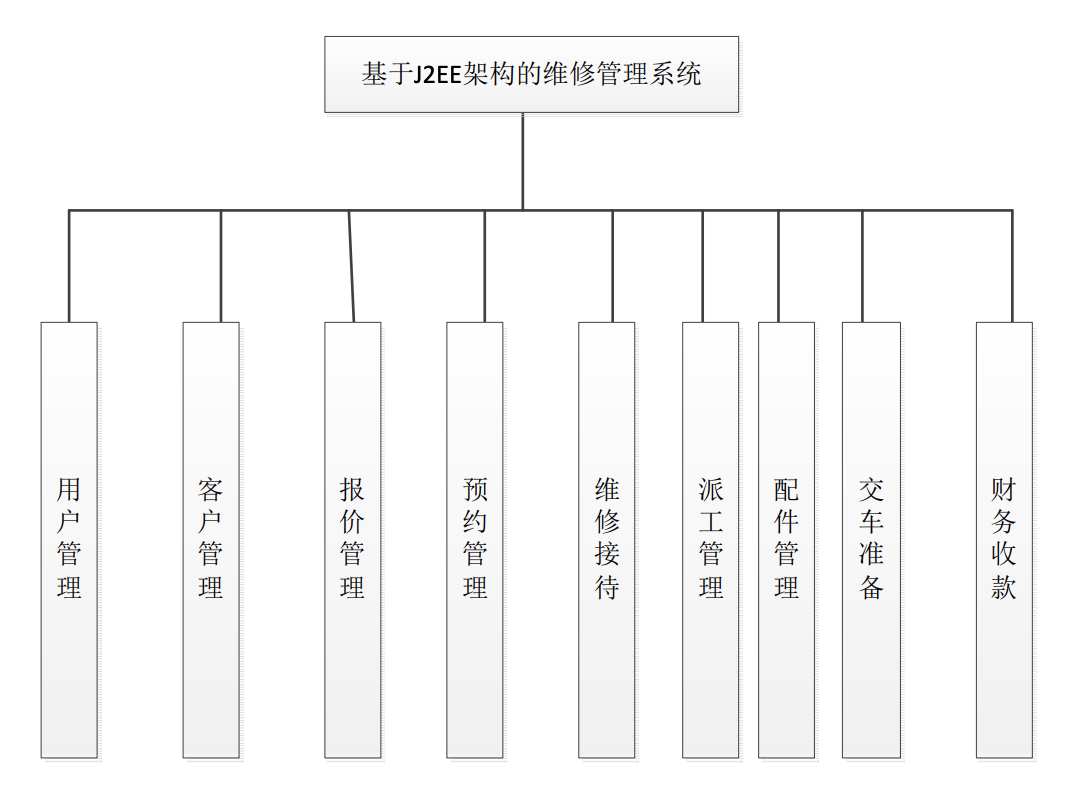 基于J2EE架构的维修管理系统
用户管理
客户管理
报价管理
预约管理
维修接待
派工管理
配件管理
交车准备
财务收款